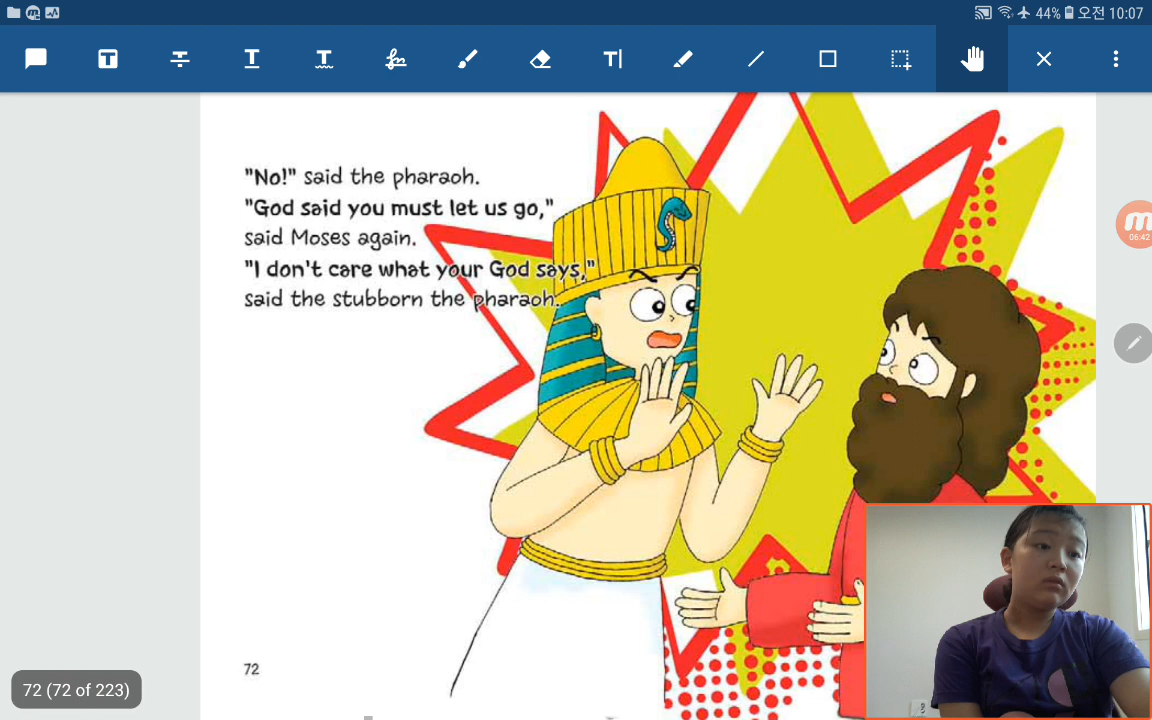 44% 오전 10:07
T T T T T
"No!" said the pharaoh.
"God said you must let us go,"
said Moses again.
"I don't care what your God says,"
said the stubborn the pharaoh.
06:42
72
72 (72 of 223)